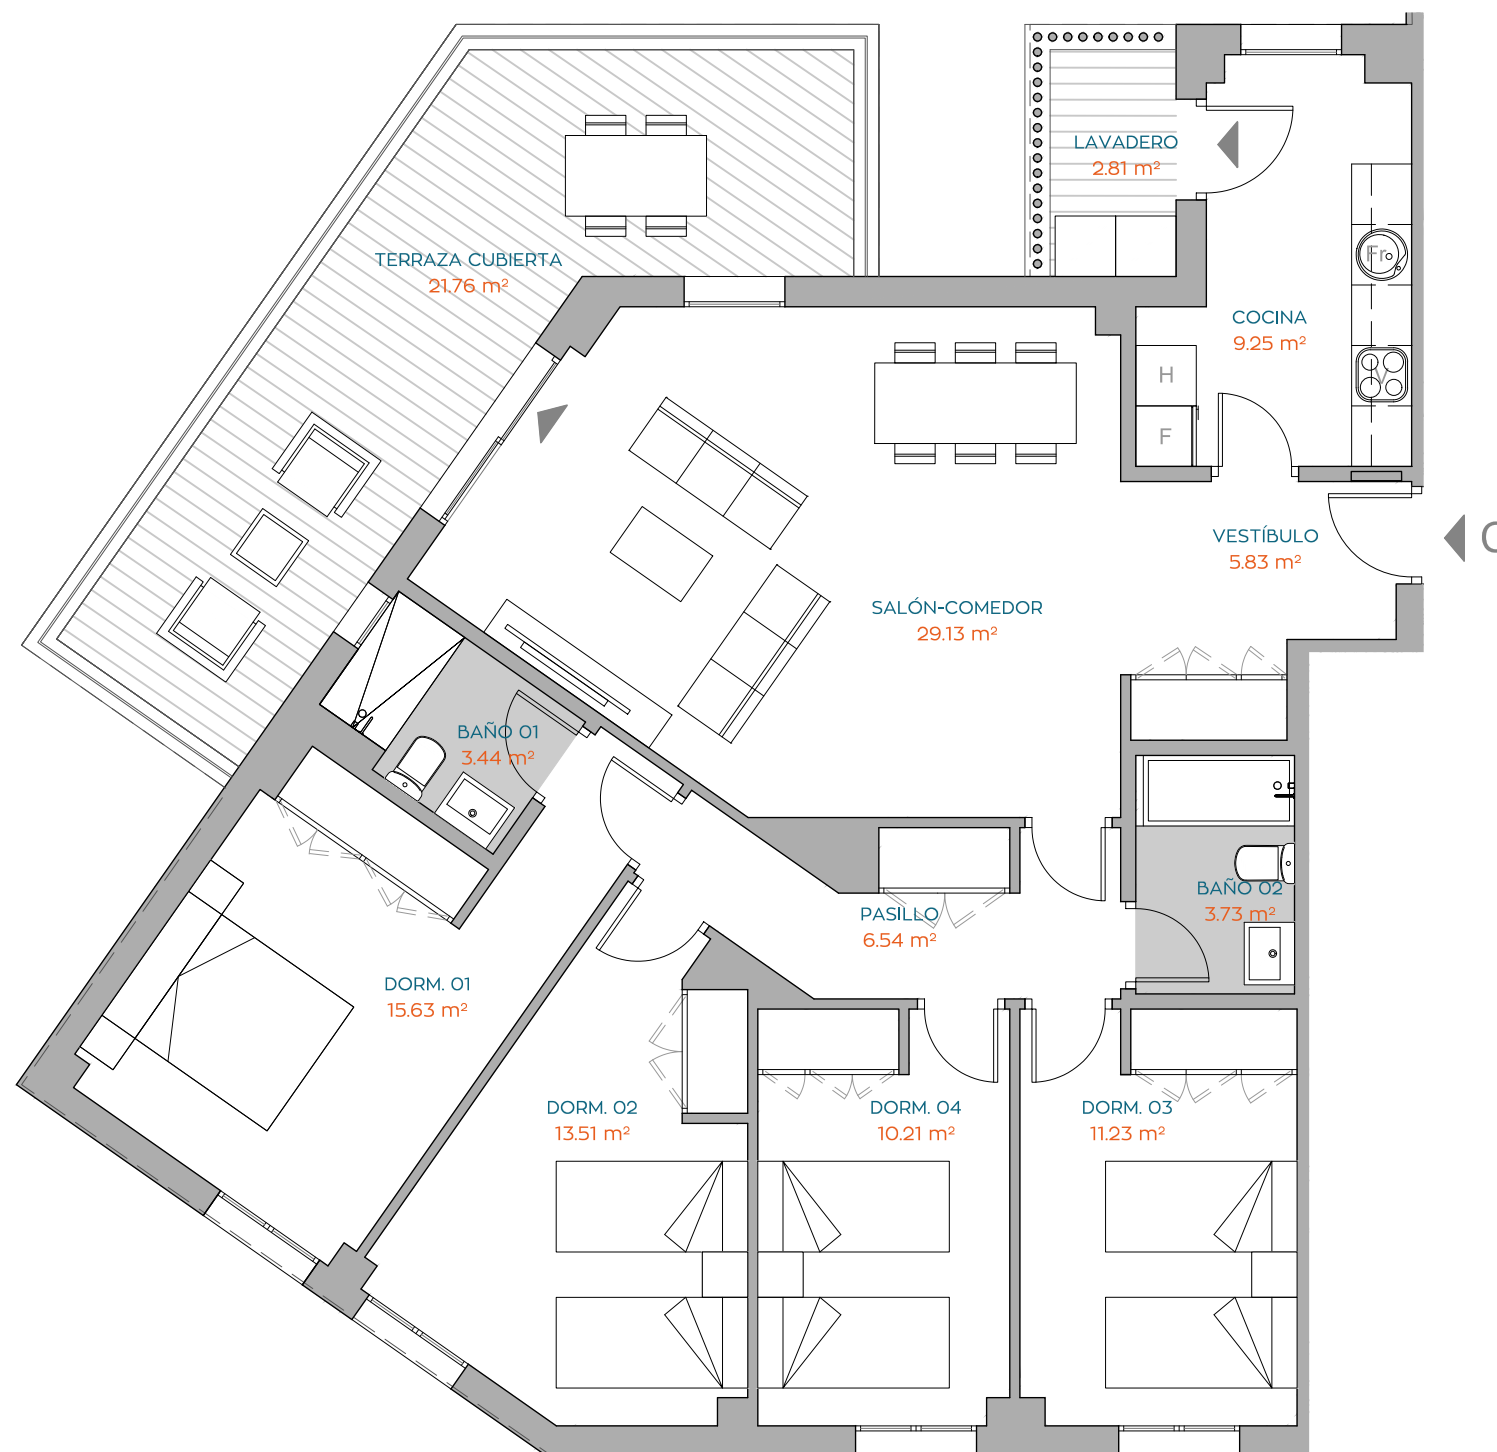 LAVADERO
2.81 m²
TERRAZA CUBIERTA
21.76 m²
Fr
COCINA
9.25 m²
H
V
F
VESTÍBULO
5.83 m²
C
SALÓN-COMEDOR
29.13 m²
BAÑO 01
3.44 m²
BAÑO 02
3.73 m²
PASILLO
6.54 m²
DORM. 01
15.63 m²
DORM. 02
13.51 m²
DORM. 04
10.21 m²
DORM. 03
11.23 m²